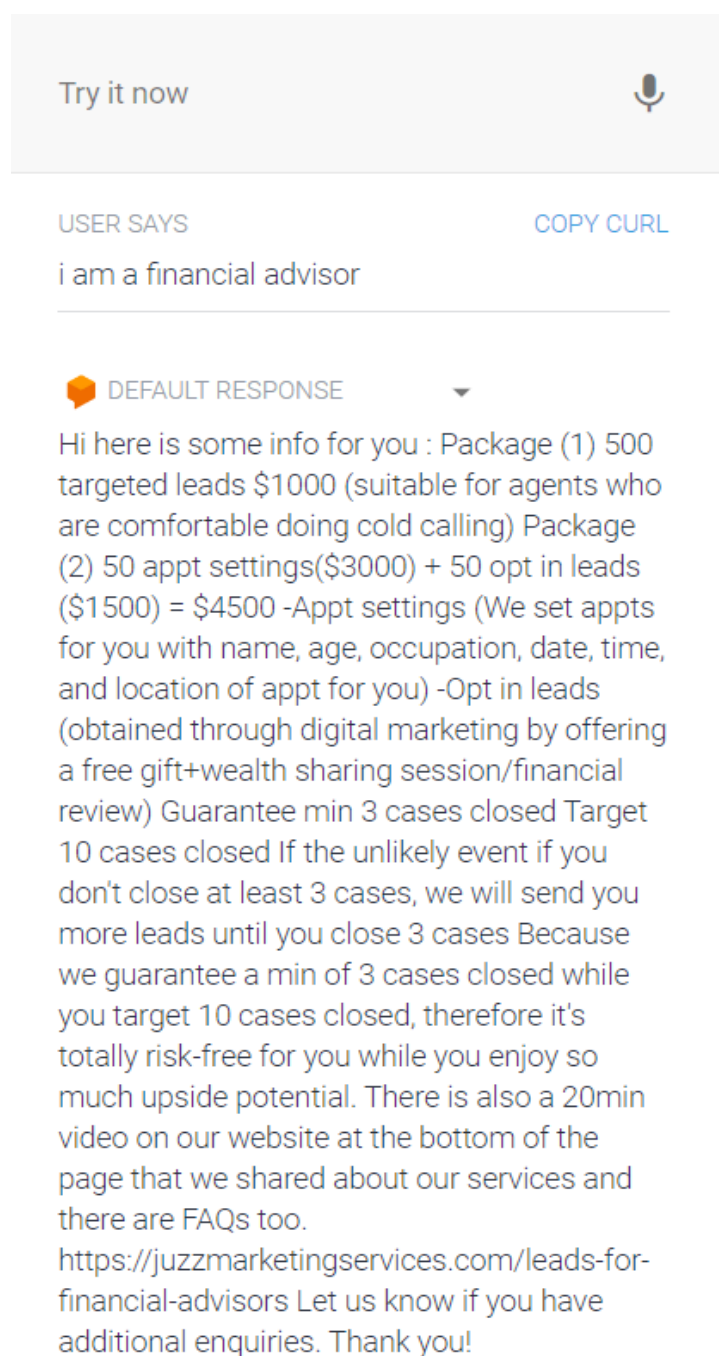 Try it now
USER SAYS
COPY CURL
i am a financial advisor
DEFAULT RESPONSE
Hi here is some info for you : Package (1) 500
targeted leads $1000 (suitable for agents who
are comfortable doing cold calling) Package
(2) 50 appt settings($3000) + 50 opt in leads
($1500) = $4500 -Appt settings (We set appts
for you with name, age, occupation, date, time,
and location of appt for you) -Opt in leads
(obtained through digital marketing by offering
a free gift+wealth sharing session/financial
review) Guarantee min 3 cases closed Target
10 cases closed If the unlikely event if you
don't close at least 3 cases, we will send you
more leads until you close 3 cases Because
we guarantee a min of 3 cases closed while
you target 10 cases closed, therefore it's
totally risk-free for you while you enjoy so
much upside potential. There is also a 20min
video on our website at the bottom of the
page that we shared about our services and
there are FAQs too.
https://juzzmarketingservices.com/leads-for-
financial-advisors Let us know if you have
additional enquiries. Thank you!